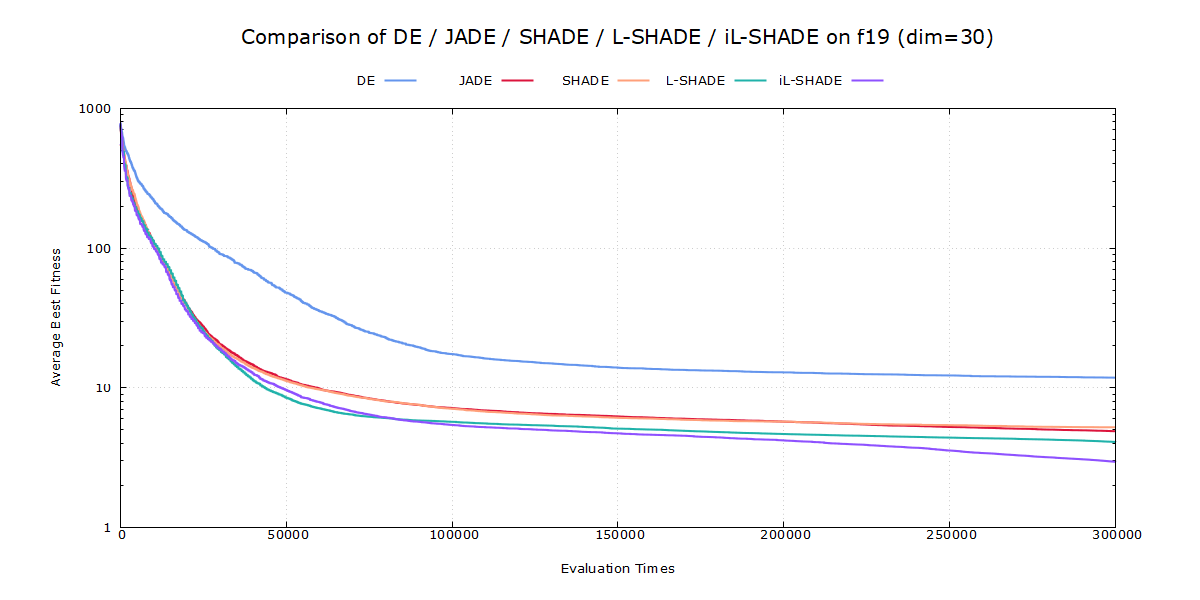 Comparison of DE / JADE / SHADE / L-SHADE / iL-SHADE on f19 (dim=30)
DE JADE SHADE L-SHADE iL-SHADE
1000
100
10
1
Average Best Fitness
0 50000 100000 150000 200000 250000 300000
Evaluation Times